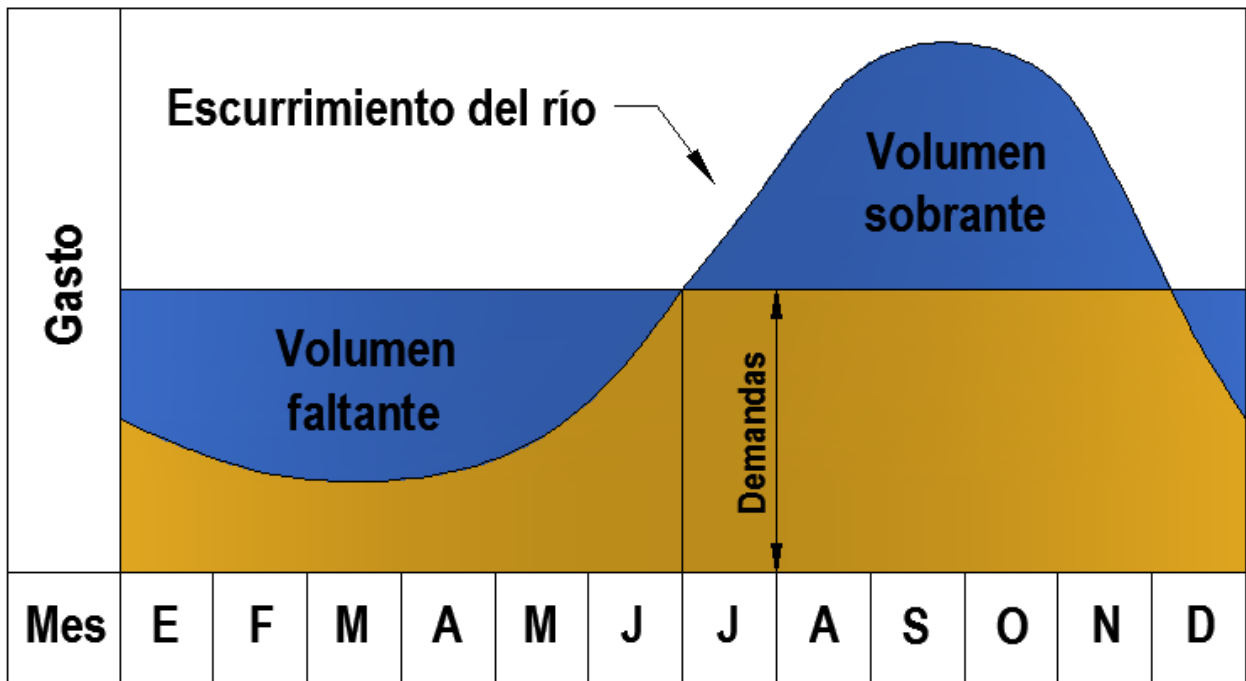 Gasto
Escurrimiento del río
Volumen
sobrante
Volumen
faltante
Demandas
Mes E F M A M J J A S O N D